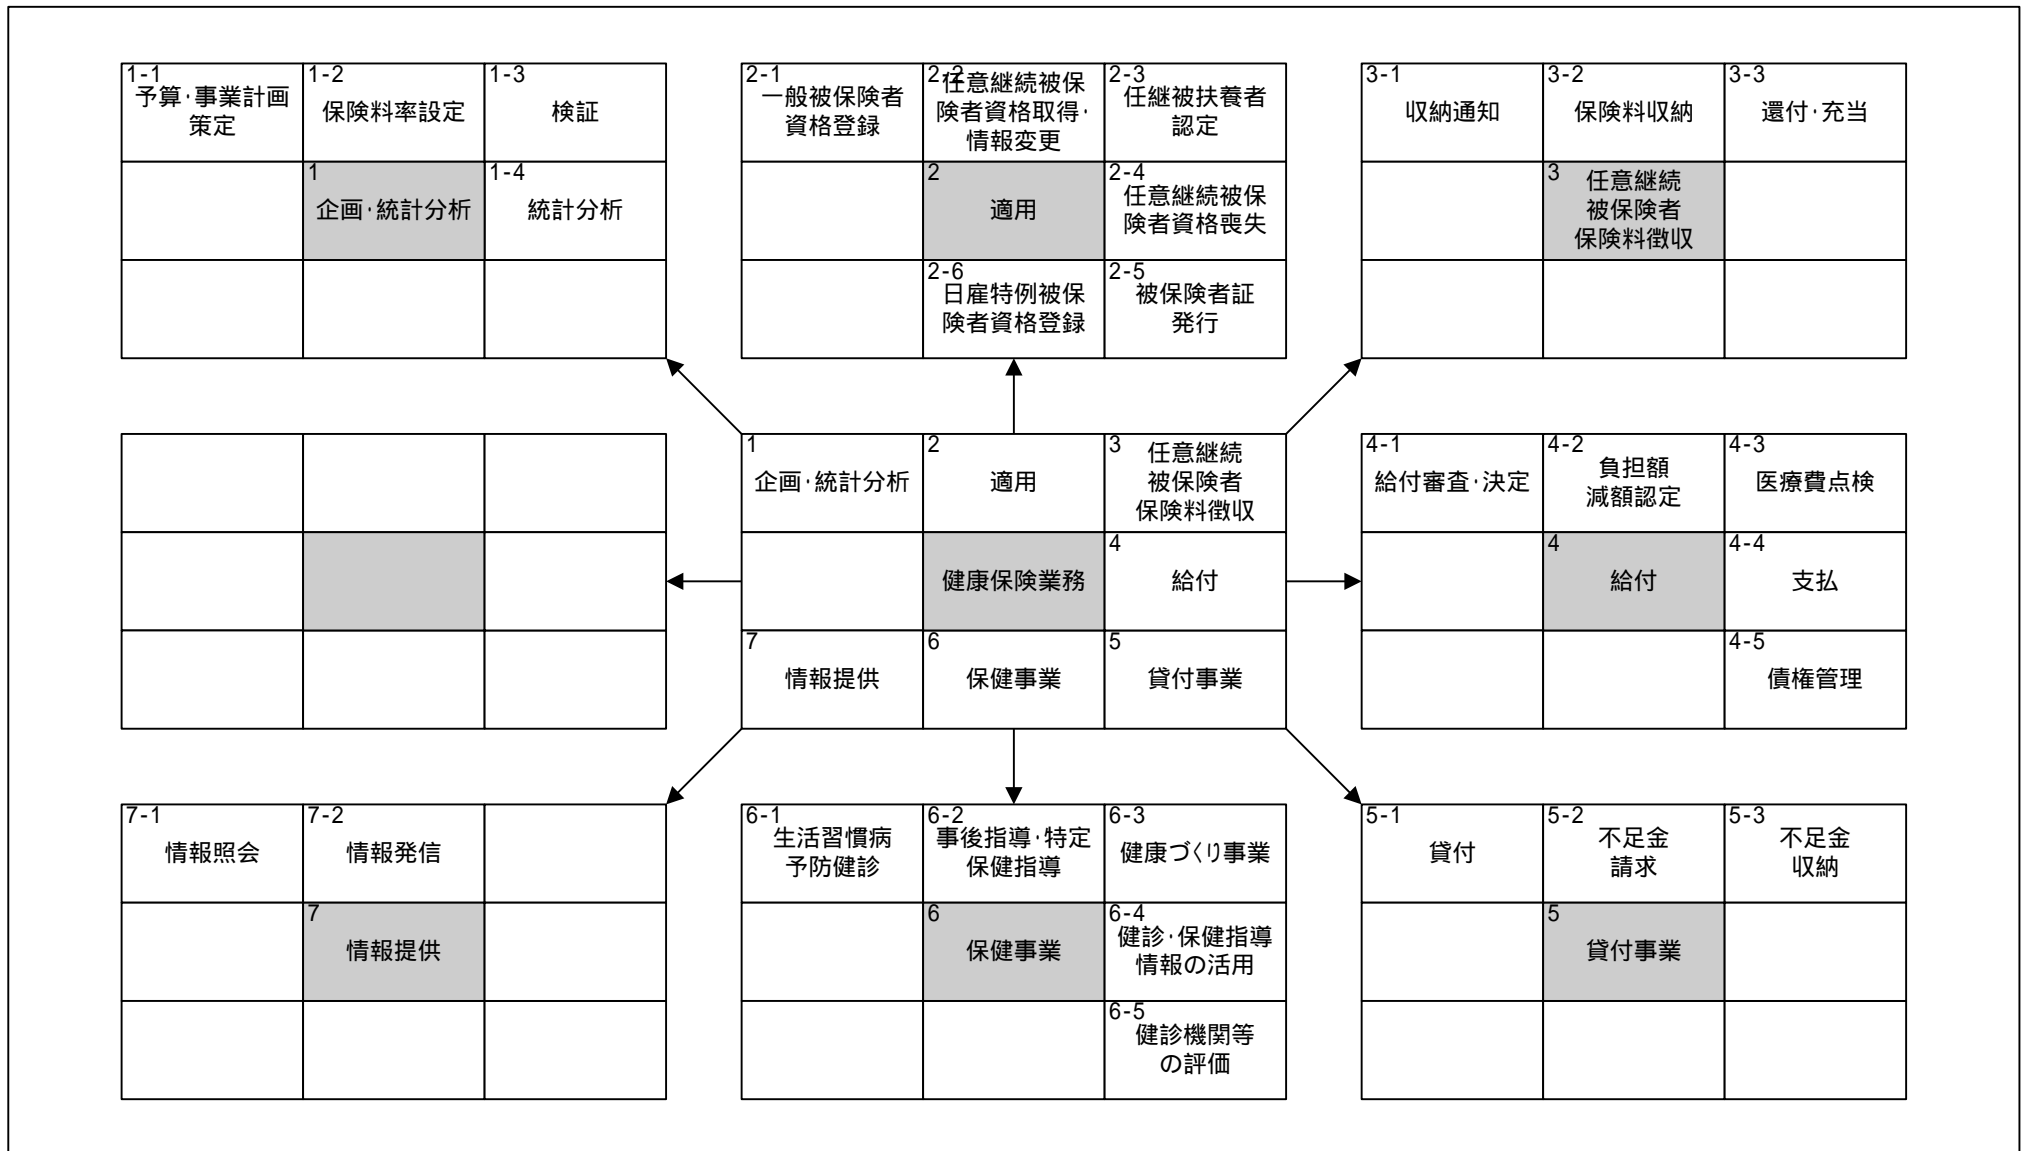 1-1
予算・事業計画
策定
1-2
保険料率設定
1-3
検証
1
企画・統計分析
1-4
統計分析
2-1
一般被保険者
資格登録
2-2
任意継続被保
険者資格取得・
情報変更
2-3
任継被扶養者
認定
2
適用
2-4
任意継続被保
険者資格喪失
2-6
日雇特例被保
険者資格登録
2-5
被保険者証
発行
3-1
収納通知
3-2
保険料収納
3-3
還付・充当
3
任意継続
被保険者
保険料徴収
1
企画・統計分析
2
適用
3
任意継続
被保険者
保険料徴収
健康保険業務
4
給付
7
情報提供
6
保健事業
5
貸付事業
4-1
給付審査・決定
4-2
負担額
減額認定
4-3
医療費点検
4
給付
4-4
支払
4-5
債権管理
7-1
情報照会
7-2
情報発信
7
情報提供
6-1
生活習慣病
予防健診
6-2
事後指導・特定
保健指導
6-3
健康づくり事業
6
保健事業
6-4
健診・保健指導
情報の活用
6-5
健診機関等
の評価
5-1
貸付
5-2
不足金
請求
5-3
不足金
収納
5
貸付事業